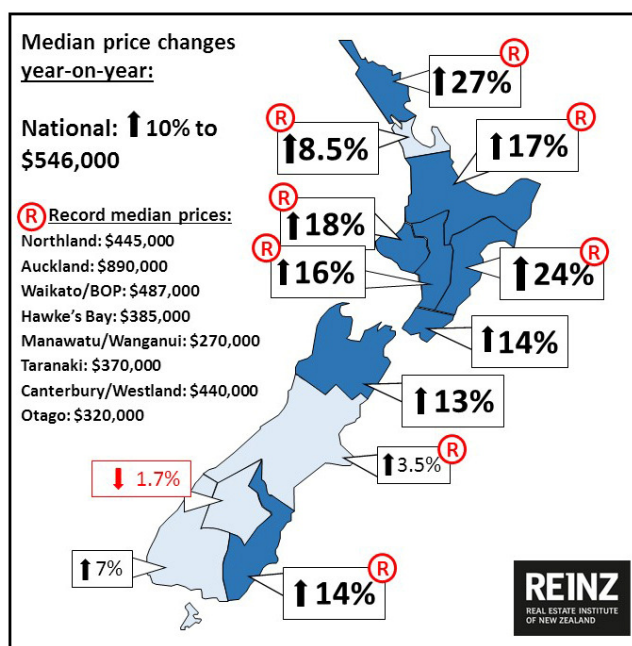 Median price changes
year-on-year:
National: ⬆10% to
$546,000
Ⓡ Record median prices:
Northland: $445,000
Auckland: $890,000
Waikato/BOP: $487,000
Hawke's Bay: $385,000
Manawatu/Wanganui: $270,000
Taranaki: $370,000
Canterbury/Westland: $440,000
Otago: $320,000
⬆27% Ⓡ
Ⓡ ⬆8.5%
⬆17% Ⓡ
Ⓡ ⬆18%
Ⓡ ⬆16%
⬆24% Ⓡ
⬆14%
⬆13%
⬆3.5% Ⓡ
⬇ 1.7%
⬆7%
⬆14% Ⓡ
REINZ
REAL ESTATE INSTITUTE
OF NEW ZEALAND